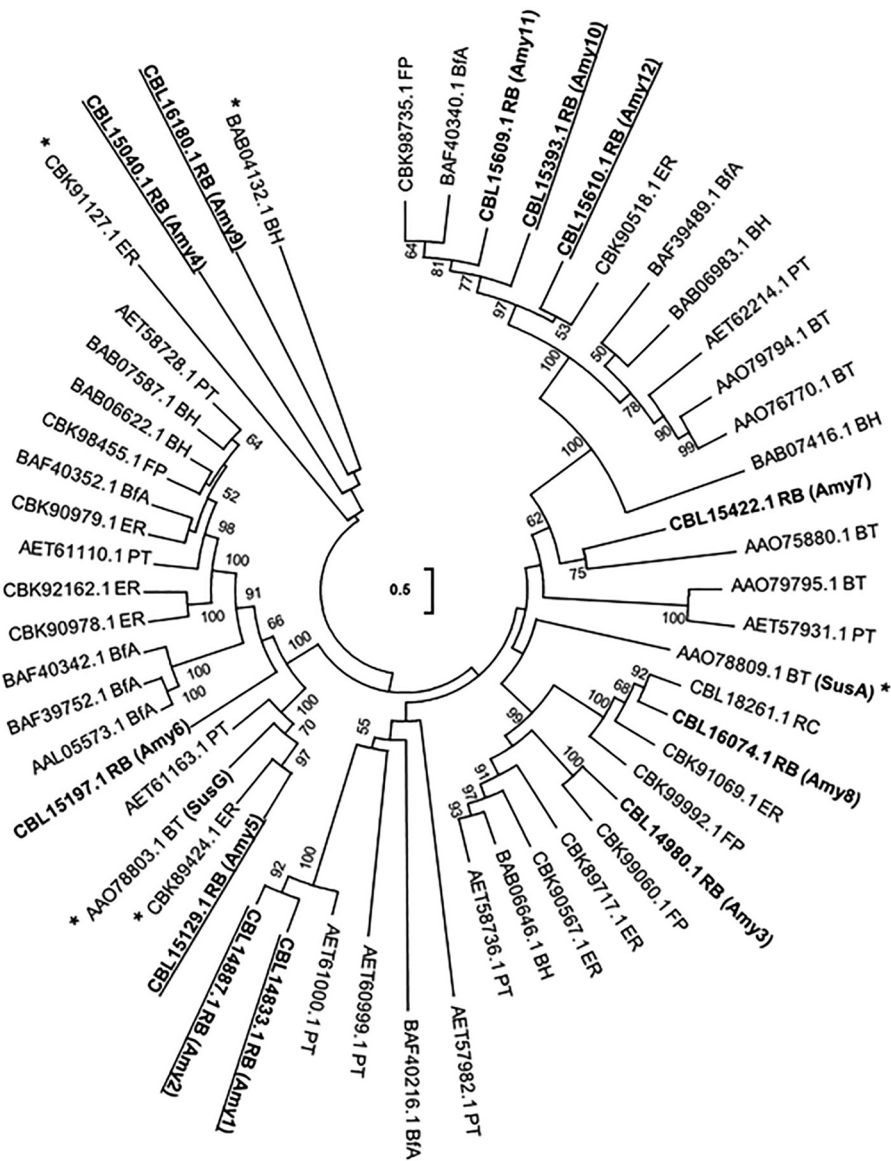 CBK98735.1 FP
BAF40340.1 BfA
CBL15609.1 RB (Amy11)
CBL15393.1 RB (Amy10)
CBL15610.1 RB (Amy12)
CBK90518.1 ER
BAF39489.1 BfA
BAB06983.1 BH
AET62214.1 PT
AAO79794.1 BT
AAO76770.1 BT
BAB07416.1 BH
CBL15422.1 RB (Amy7)
AAO75880.1 BT
AAO79795.1 BT
AET57931.1 PT
AAO78809.1 BT (SusA) *
CBL18261.1 RC
CBL16074.1 RB (Amy8)
CBK91069.1 ER
CBK99992.1 FP
CBL14980.1 RB (Amy3)
CBK99060.1 FP
CBK89717.1 ER
CBK90567.1 ER
BAB06646.1 BH
AET58736.1 PT
AET57982.1 PT
BAF40216.1 BfA
AET60999.1 PT
AET61000.1 PT
CBL14833.1 RB (Amy1)
CBL14887.1 RB (Amy2)
CBL15129.1 RB (Amy5)
* CBK89424.1 ER
* AAO78803.1 BT (SusG)
AET61163.1 PT
CBL15197.1 RB (Amy6)
AAL05573.1 BfA
BAF39752.1 BfA
BAF40342.1 BfA
CBK90978.1 ER
CBK92162.1 ER
AET61110.1 PT
CBK90979.1 ER
BAF40352.1 BfA
CBK98455.1 FP
BAB06622.1 BH
BAB07587.1 BH
AET58728.1 PT
* CBK91127.1 ER
CBL15040.1 RB (Amy4)
CBL16180.1 RB (Amy9)
* BAB04132.1 BH
64
81
77
97
53
100
50
78
90
99
100
62
75
100
92
68
100
99
100
91
97
93
55
100
92
97
70
100
100
66
91
100
100
100
100
98
52
64
0.5